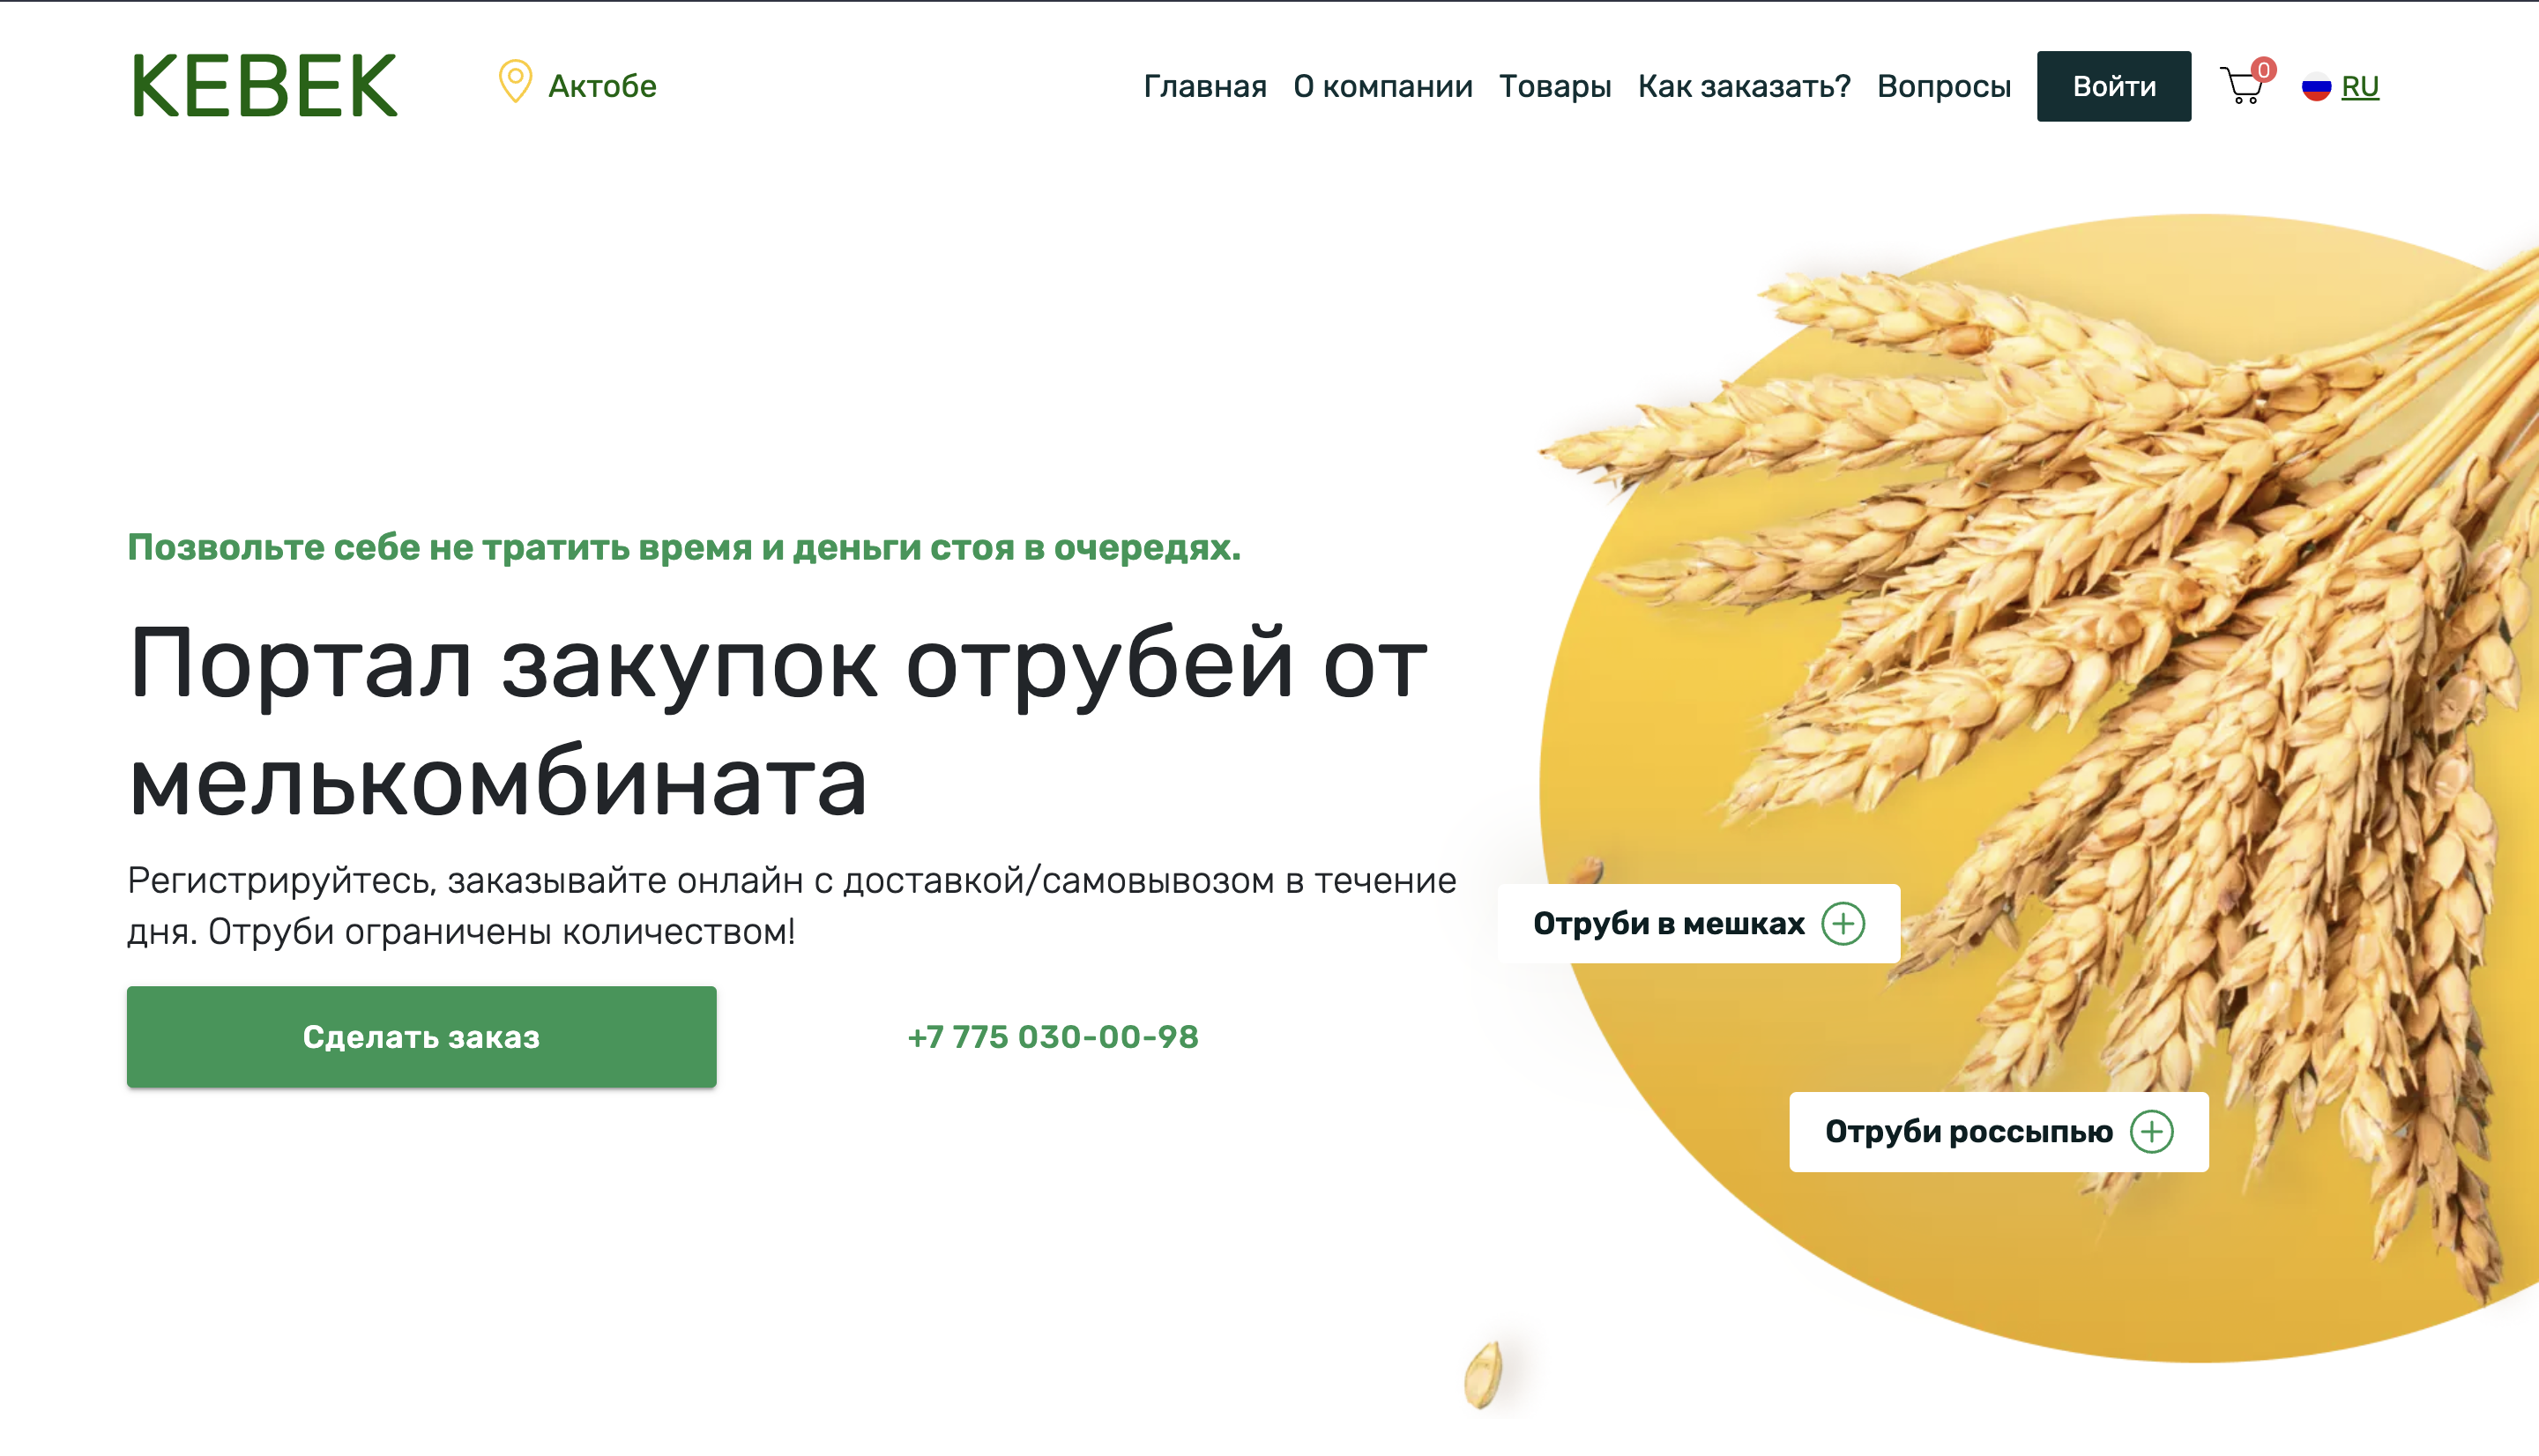 KEBEK
Актобе
Главная
О компании
Товары
Как заказать?
Вопросы
Войти
0
RU
Позвольте себе не тратить время и деньги стоя в очередях.
Портал закупок отрубей от
мелькомбината
Регистрируйтесь, заказывайте онлайн с доставкой/самовывозом в течение
дня. Отруби ограничены количеством!
Сделать заказ
+7 775 030-00-98
Отруби в мешках
Отруби россыпью